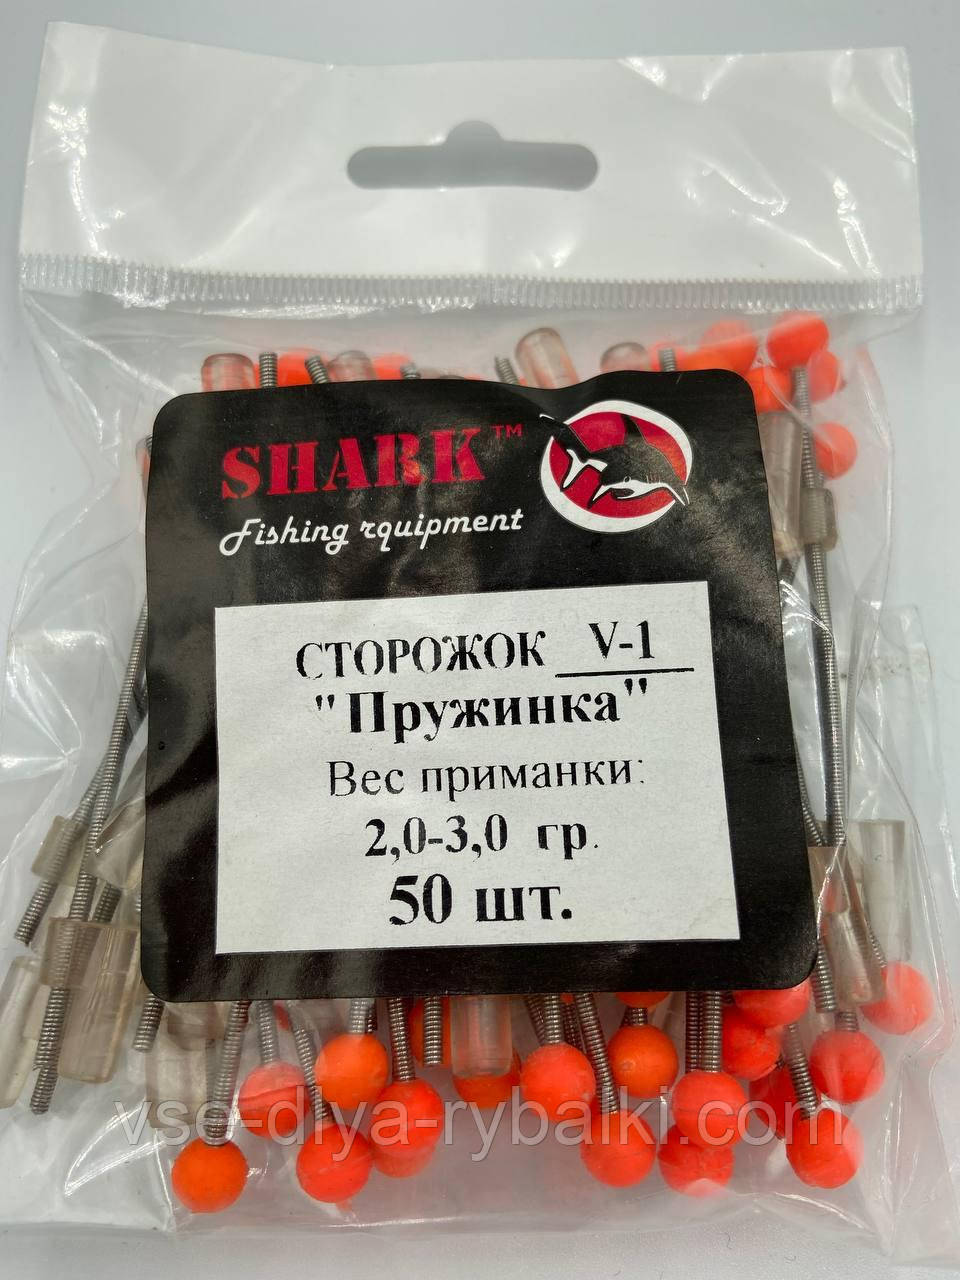 SHARK™
Fishing rquipment
СТОРОЖОК V-1
"Пружинка"
Вес приманки:
2,0-3,0 гр.
50 шт.
vse-dlya-rybalki.com